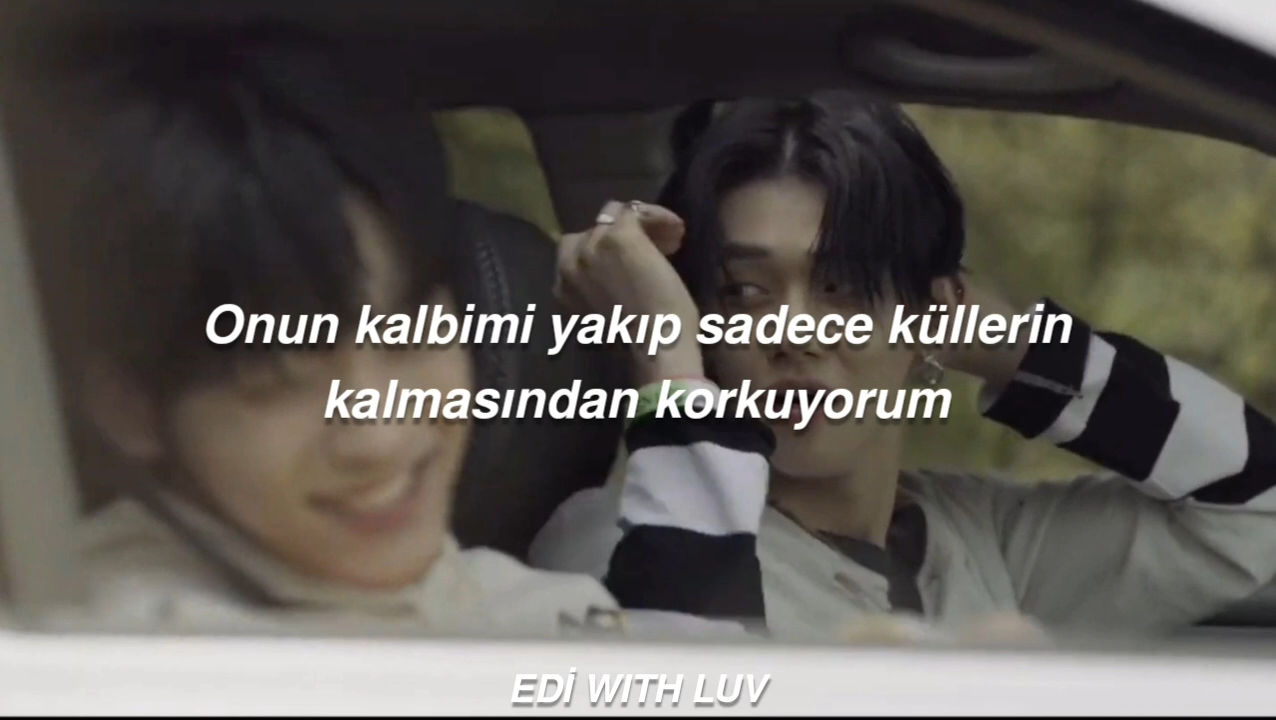 Onun kalbimi yakıp sadece küllerin
kalmasından korkuyorum
EDİ WITH LUV